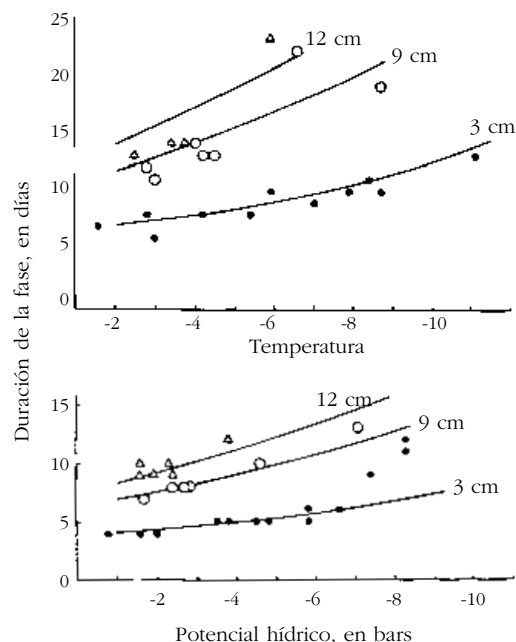 25
20
15
10
5
0
12 cm
9 cm
3 cm
-2 -4 -6 -8 -10
Temperatura
Duración de la fase, en días
15
10
5
0
12 cm
9 cm
3 cm
-2 -4 -6 -8 -10
Potencial hídrico, en bars